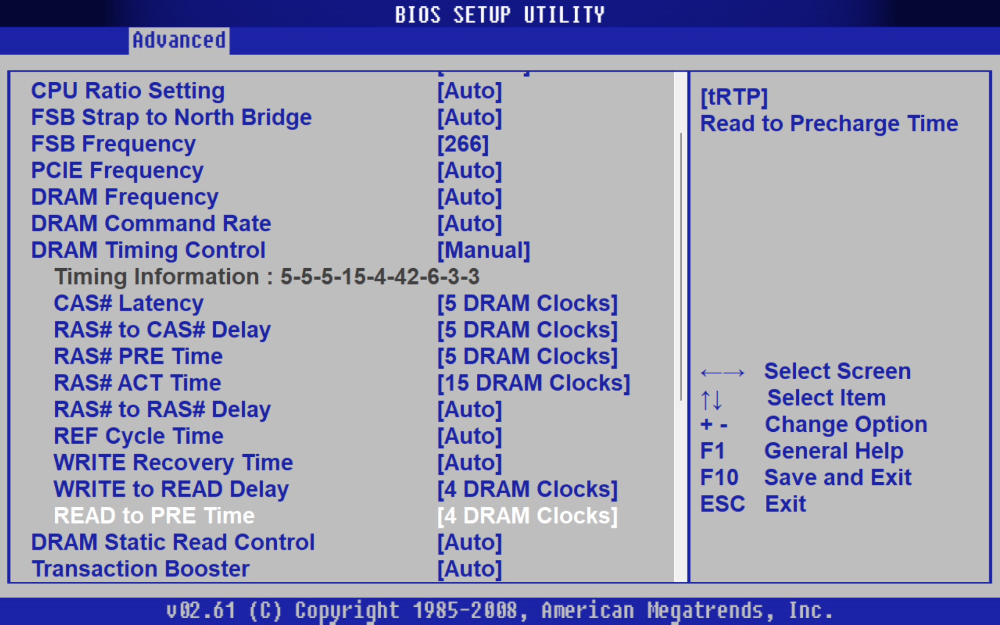 BIOS SETUP UTILITY
Advanced
CPU Ratio Setting [Auto]
FSB Strap to North Bridge [Auto]
FSB Frequency [266]
PCIE Frequency [Auto]
DRAM Frequency [Auto]
DRAM Command Rate [Auto]
DRAM Timing Control [Manual]
Timing Information : 5-5-5-15-4-42-6-3-3
CAS# Latency [5 DRAM Clocks]
RAS# to CAS# Delay [5 DRAM Clocks]
RAS# PRE Time [5 DRAM Clocks]
RAS# ACT Time [15 DRAM Clocks]
RAS# to RAS# Delay [Auto]
REF Cycle Time [Auto]
WRITE Recovery Time [Auto]
WRITE to READ Delay [4 DRAM Clocks]
READ to PRE Time [4 DRAM Clocks]
DRAM Static Read Control [Auto]
Transaction Booster [Auto]
[tRTP]
Read to Precharge Time
←→ Select Screen
↑↓ Select Item
+ - Change Option
F1 General Help
F10 Save and Exit
ESC Exit
v02.61 (C) Copyright 1985-2008, American Megatrends, Inc.